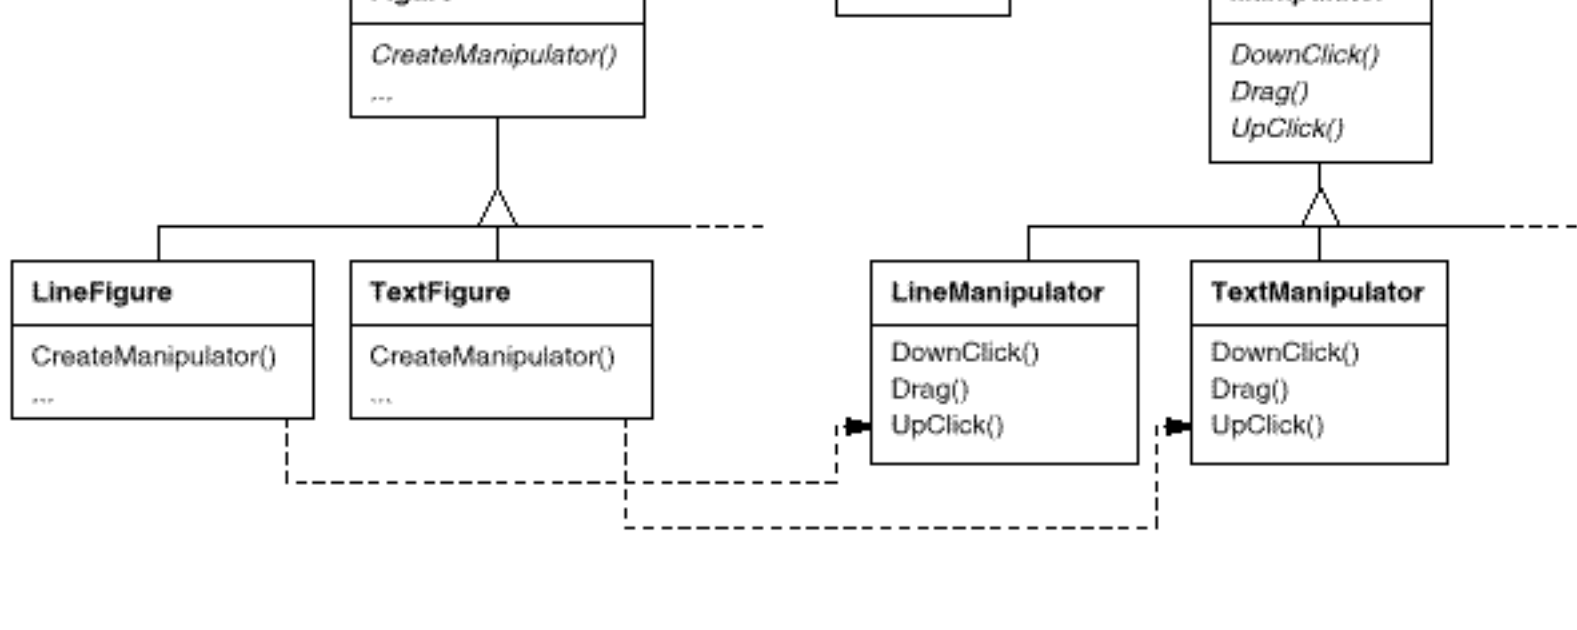 CreateManipulator()
...
DownClick()
Drag()
UpClick()
LineFigure
CreateManipulator()
...
TextFigure
CreateManipulator()
...
LineManipulator
DownClick()
Drag()
UpClick()
TextManipulator
DownClick()
Drag()
UpClick()